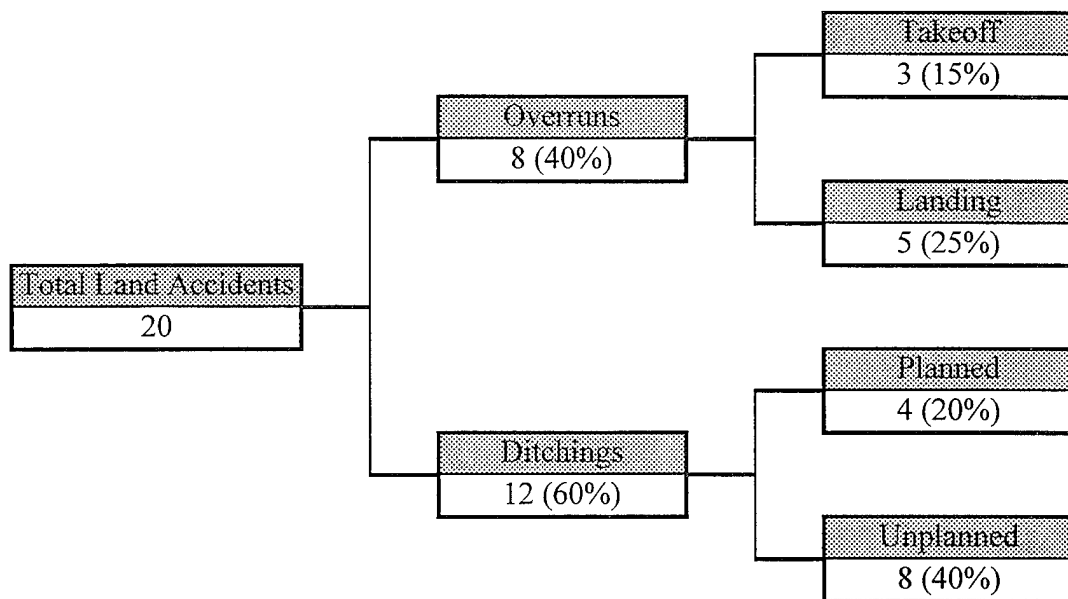 Takeoff
3 (15%)
Overruns
8 (40%)
Landing
5 (25%)
Total Land Accidents
20
Planned
4 (20%)
Ditchings
12 (60%)
Unplanned
8 (40%)